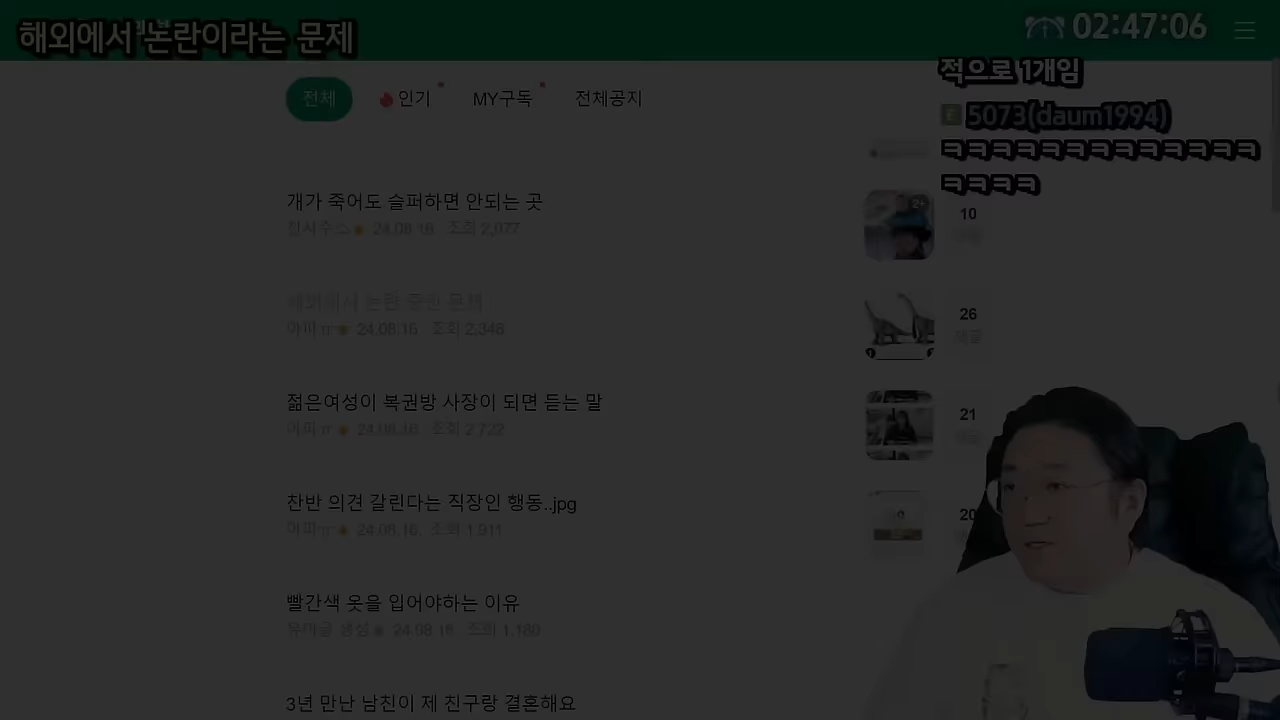 해외에서 논란이라는 문제
02:47:06
적으로 1개임
5073(daum1994)
ㅋㅋㅋㅋㅋㅋㅋㅋㅋㅋㅋㅋㅋ
ㅋㅋㅋㅋ
전체 인기 MY구독 전체공지
개가 죽어도 슬퍼하면 안되는 곳
24.08.16. 조회 2,077
2+
10
해외에서 논란 중인 문제
24.08.16. 조회 2,348
26
댓글
젊은여성이 복권방 사장이 되면 듣는 말
24.08.16. 조회 2,722
21
찬반 의견 갈린다는 직장인 행동..jpg
24.08.16. 조회 1,911
20
빨간색 옷을 입어야하는 이유
24.08.16. 조회 1,180
3년 만난 남친이 제 친구랑 결혼해요